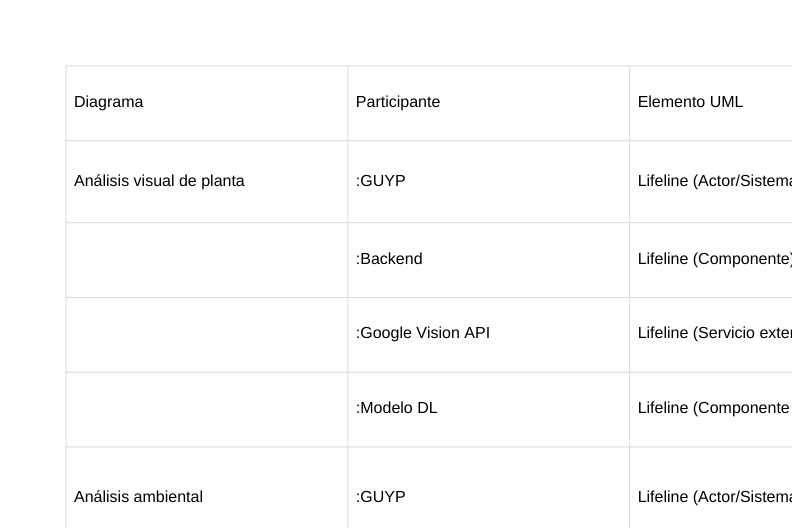 Diagrama Participante Elemento UML
Análisis visual de planta :GUYP Lifeline (Actor/Sistema
:Backend Lifeline (Componente)
:Google Vision API Lifeline (Servicio exter
:Modelo DL Lifeline (Componente
Análisis ambiental :GUYP Lifeline (Actor/Sistema